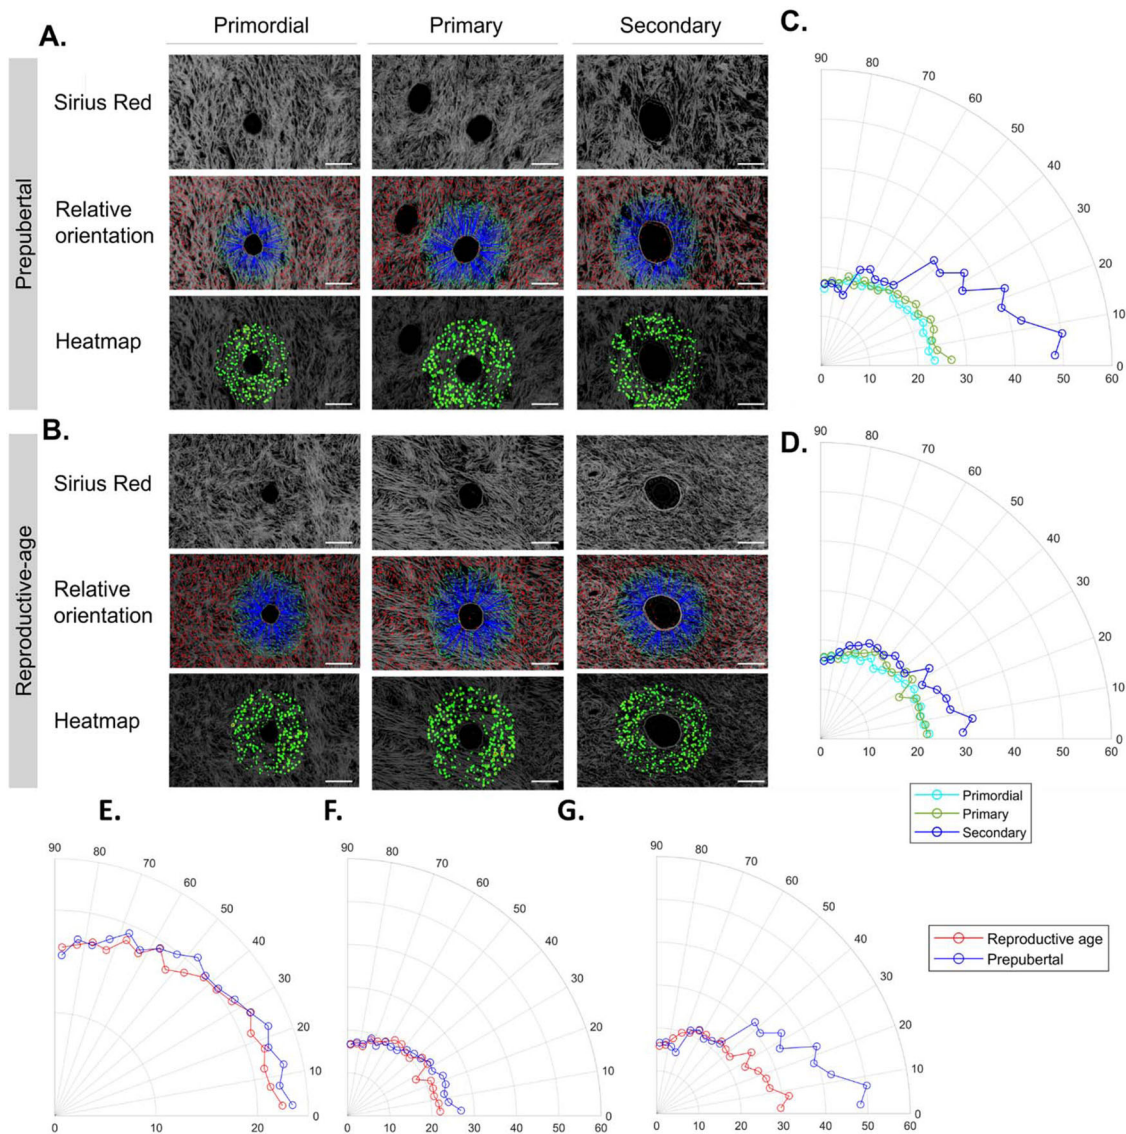 A.
Primordial
Primary
Secondary
C.
Prepubertal
Sirius Red
Relative
orientation
Heatmap
90
80
70
60
50
40
30
20
10
0
0 10 20 30 40 50 60
B.
Reproductive-age
Sirius Red
Relative
orientation
Heatmap
D.
90
80
70
60
50
40
30
20
10
0
0 10 20 30 40 50 60
Primordial
Primary
Secondary
E.
90
80
70
60
50
40
30
20
10
0
0 10 20
F.
90
80
70
60
50
40
30
20
10
0
0 10 20 30 40 50 60
G.
90
80
70
60
50
40
30
20
10
0
0 10 20 30 40 50 60
Reproductive age
Prepubertal